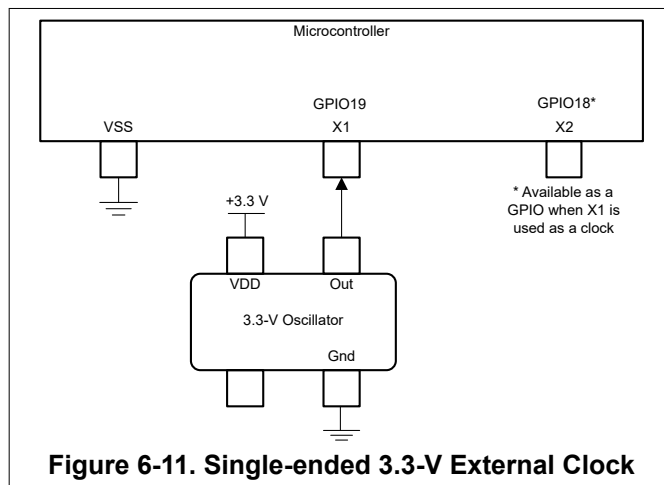 Microcontroller
GPIO19
GPIO18*
VSS
X1
X2
* Available as a
GPIO when X1 is
used as a clock
+3.3 V
VDD
Out
3.3-V Oscillator
Gnd
Figure 6-11. Single-ended 3.3-V External Clock